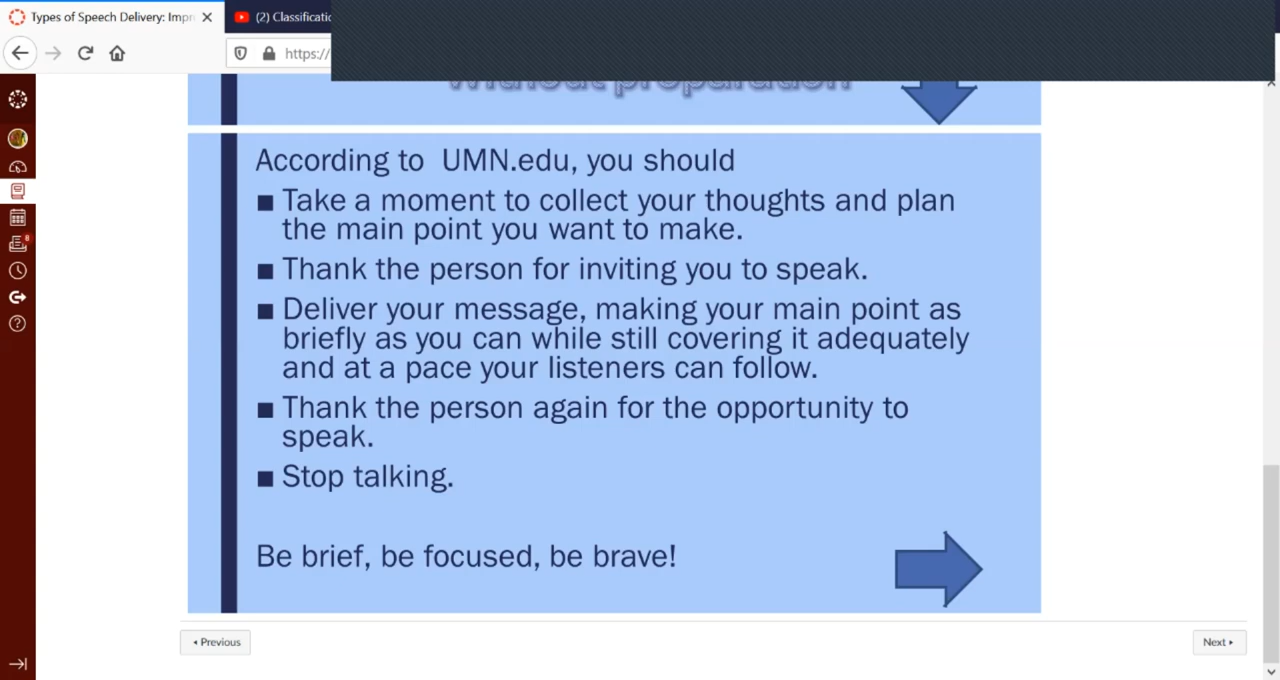 Types of Speech Delivery: Impr
(2) Classificatio
https://
without preparation
According to UMN.edu, you should
■ Take a moment to collect your thoughts and plan
the main point you want to make.
■ Thank the person for inviting you to speak.
■ Deliver your message, making your main point as
briefly as you can while still covering it adequately
and at a pace your listeners can follow.
■ Thank the person again for the opportunity to
speak.
■ Stop talking.
Be brief, be focused, be brave!
8
Previous
Next